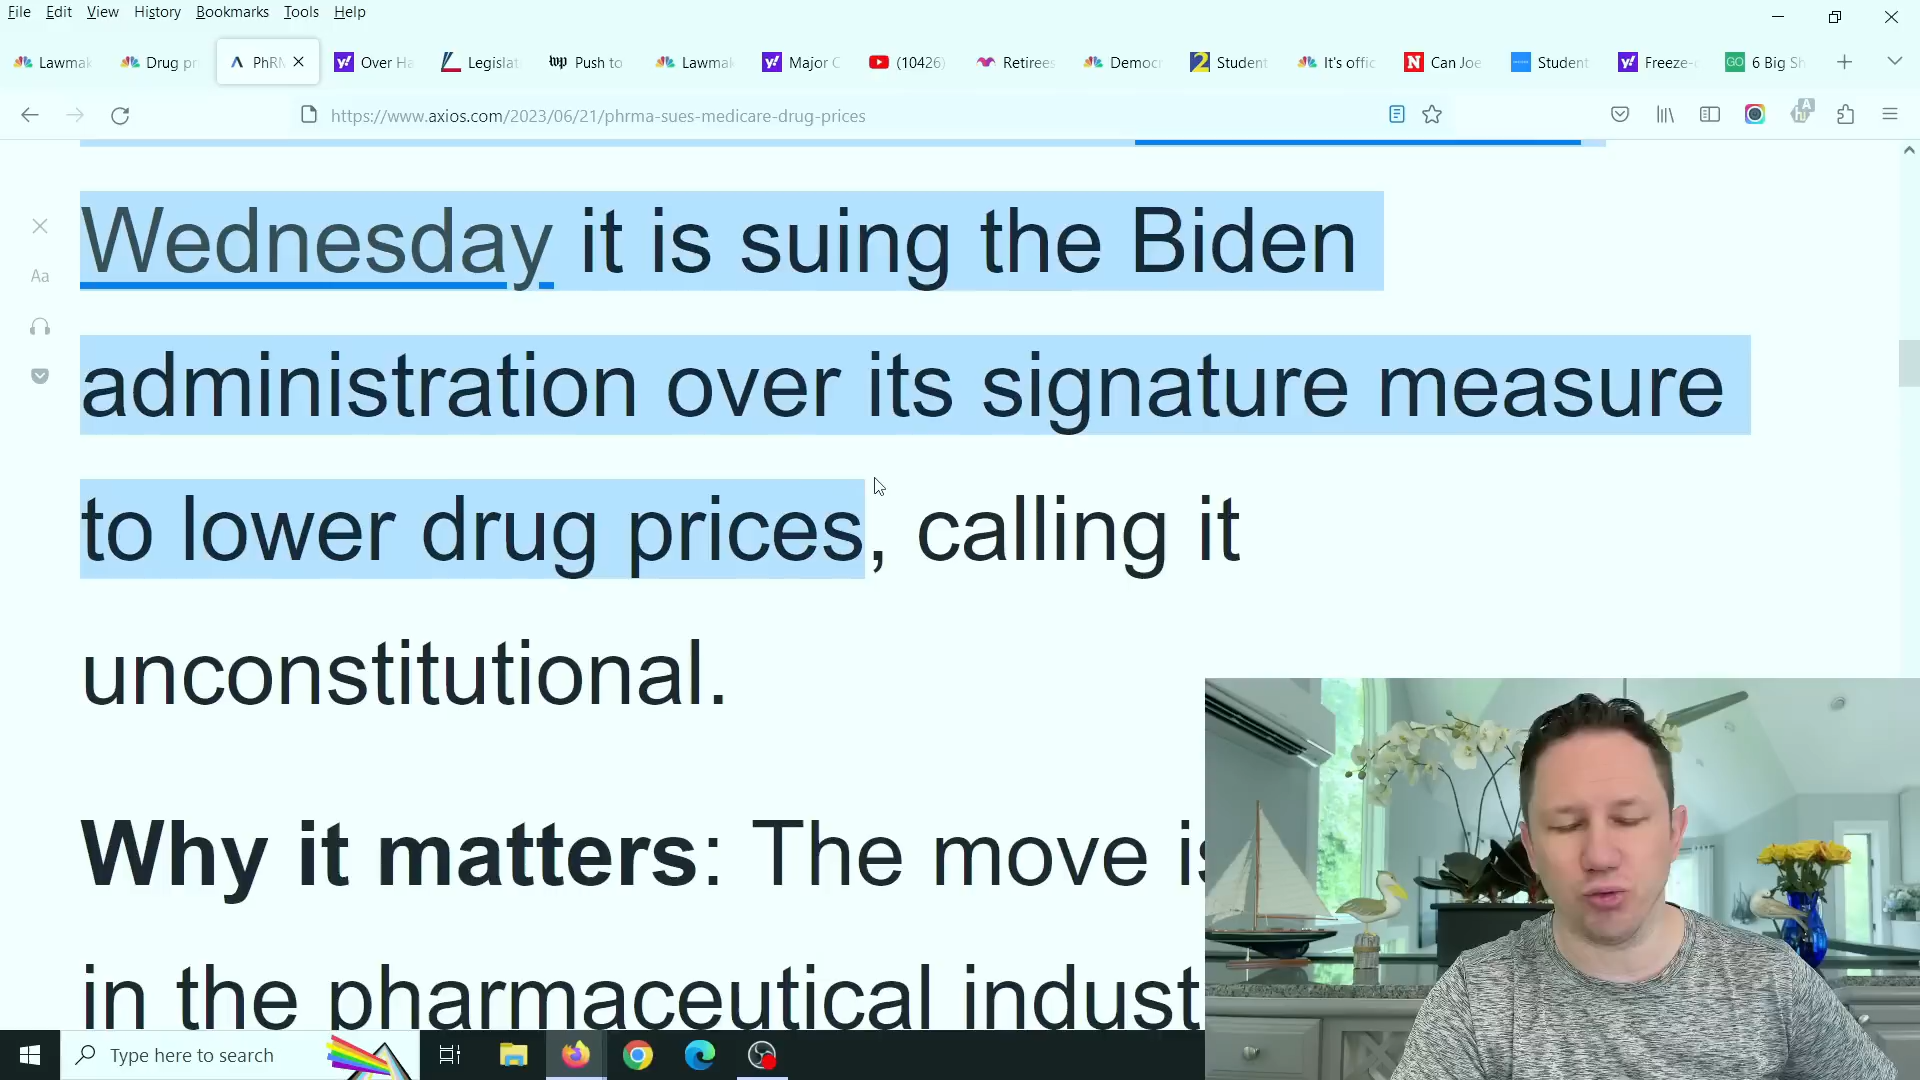 File Edit View History Bookmarks Tools Help
Lawmak Drug pr PhRM Over Ha Legislat Push to Lawmak Major C (10426) Retirees Democr Student It's offic Can Joe Student Freeze- 6 Big Sh
https://www.axios.com/2023/06/21/phrma-sues-medicare-drug-prices
Wednesday it is suing the Biden
Aa
administration over its signature measure
to lower drug prices, calling it
unconstitutional.
Why it matters: The move is
in the pharmaceutical indust
Type here to search